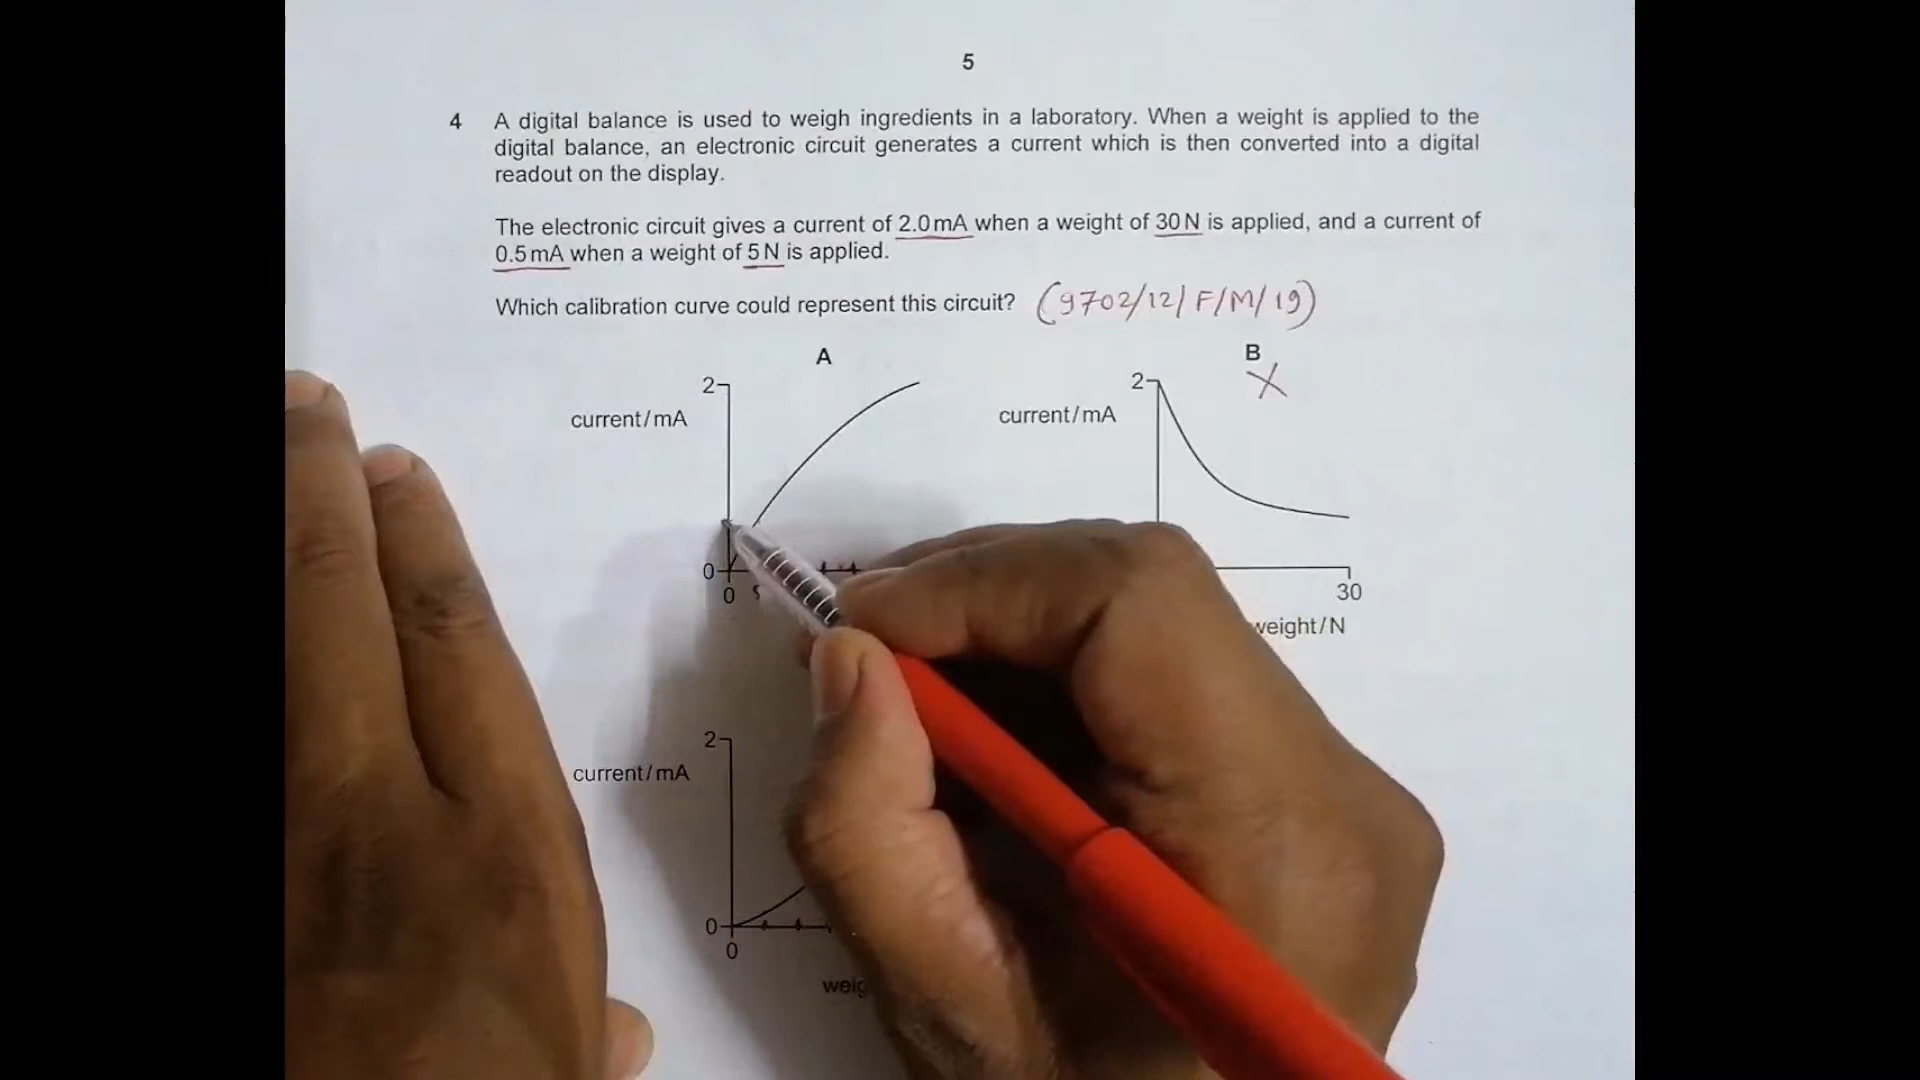 5
4 A digital balance is used to weigh ingredients in a laboratory. When a weight is applied to the
digital balance, an electronic circuit generates a current which is then converted into a digital
readout on the display.
The electronic circuit gives a current of 2.0 mA when a weight of 30 N is applied, and a current of
0.5 mA when a weight of 5 N is applied.
Which calibration curve could represent this circuit? (9702/12/F/M/19)
A
2
current/mA
0
0 5
B
X
2
current/mA
30
weight/N
2
current/mA
0
0